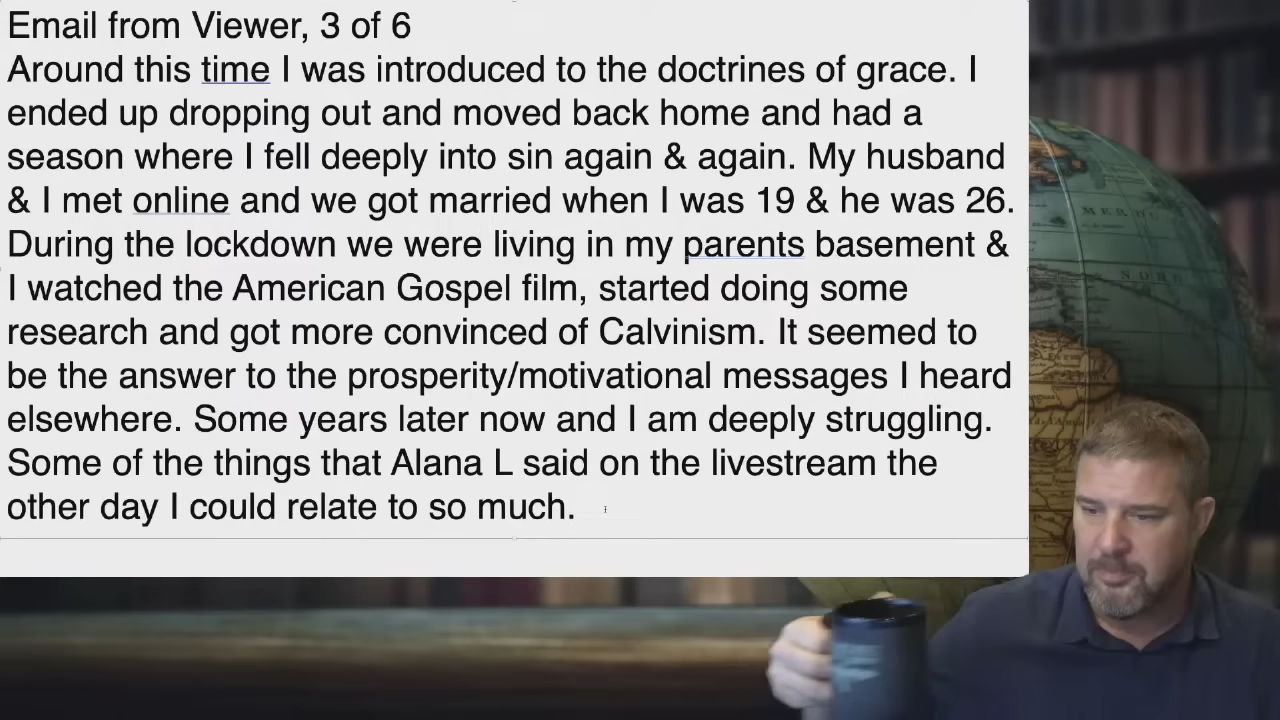 Email from Viewer, 3 of 6
Around this time I was introduced to the doctrines of grace. I
ended up dropping out and moved back home and had a
season where I fell deeply into sin again & again. My husband
& I met online and we got married when I was 19 & he was 26.
During the lockdown we were living in my parents basement &
I watched the American Gospel film, started doing some
research and got more convinced of Calvinism. It seemed to
be the answer to the prosperity/motivational messages I heard
elsewhere. Some years later now and I am deeply struggling.
Some of the things that Alana L said on the livestream the
other day I could relate to so much.